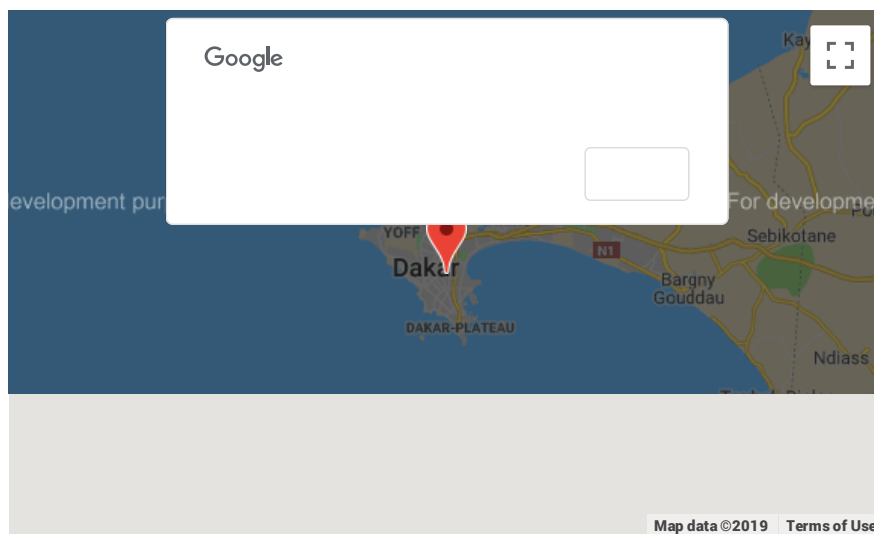 Google
Kay
evelopment pur
For developme
YOFF
N1
Sebikotane
Dakar
Bargny
Gouddau
DAKAR-PLATEAU
Ndiass
Map data ©2019
Terms of Use